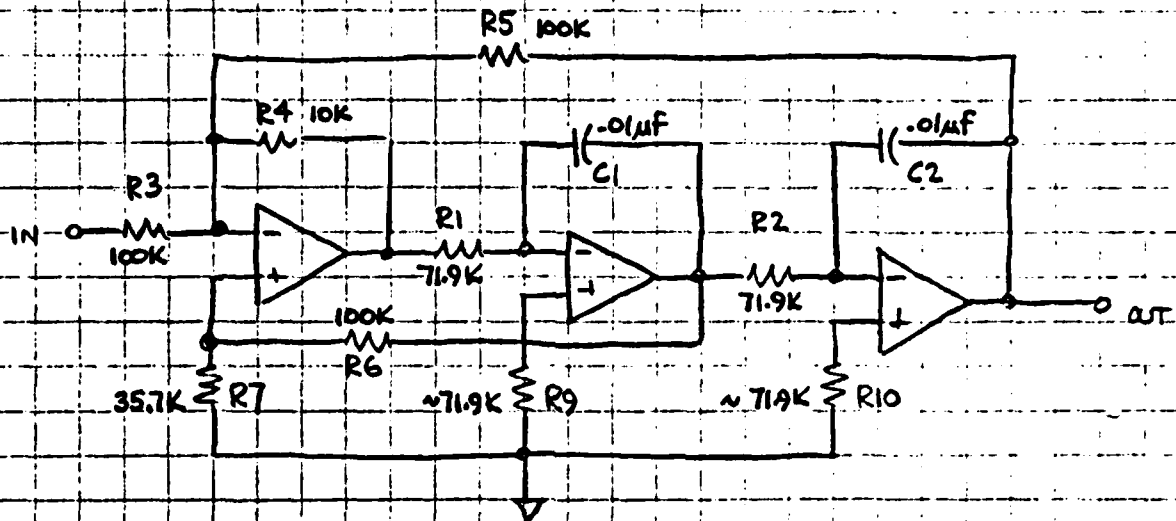 R5 100K
R4 10K
.01µf
C1
.01µf
C2
R3
IN
100K
-
+
R1
71.9K
-
+
R2
71.9K
-
+
OUT
100K
R6
35.7K R7
~71.9K R9
~71.9K R10